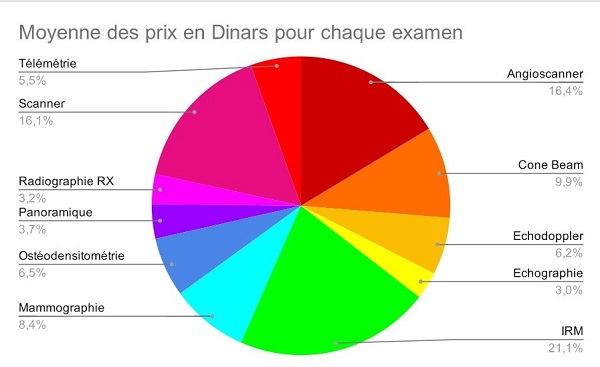 Moyenne des prix en Dinars pour chaque examen
Télémétrie
5,5%
Scanner
16,1%
Radiographie RX
3,2%
Panoramique
3,7%
Ostéodensitométrie
6,5%
Mammographie
8,4%
Angioscanner
16,4%
Cone Beam
9,9%
Echodoppler
6,2%
Echographie
3,0%
IRM
21,1%